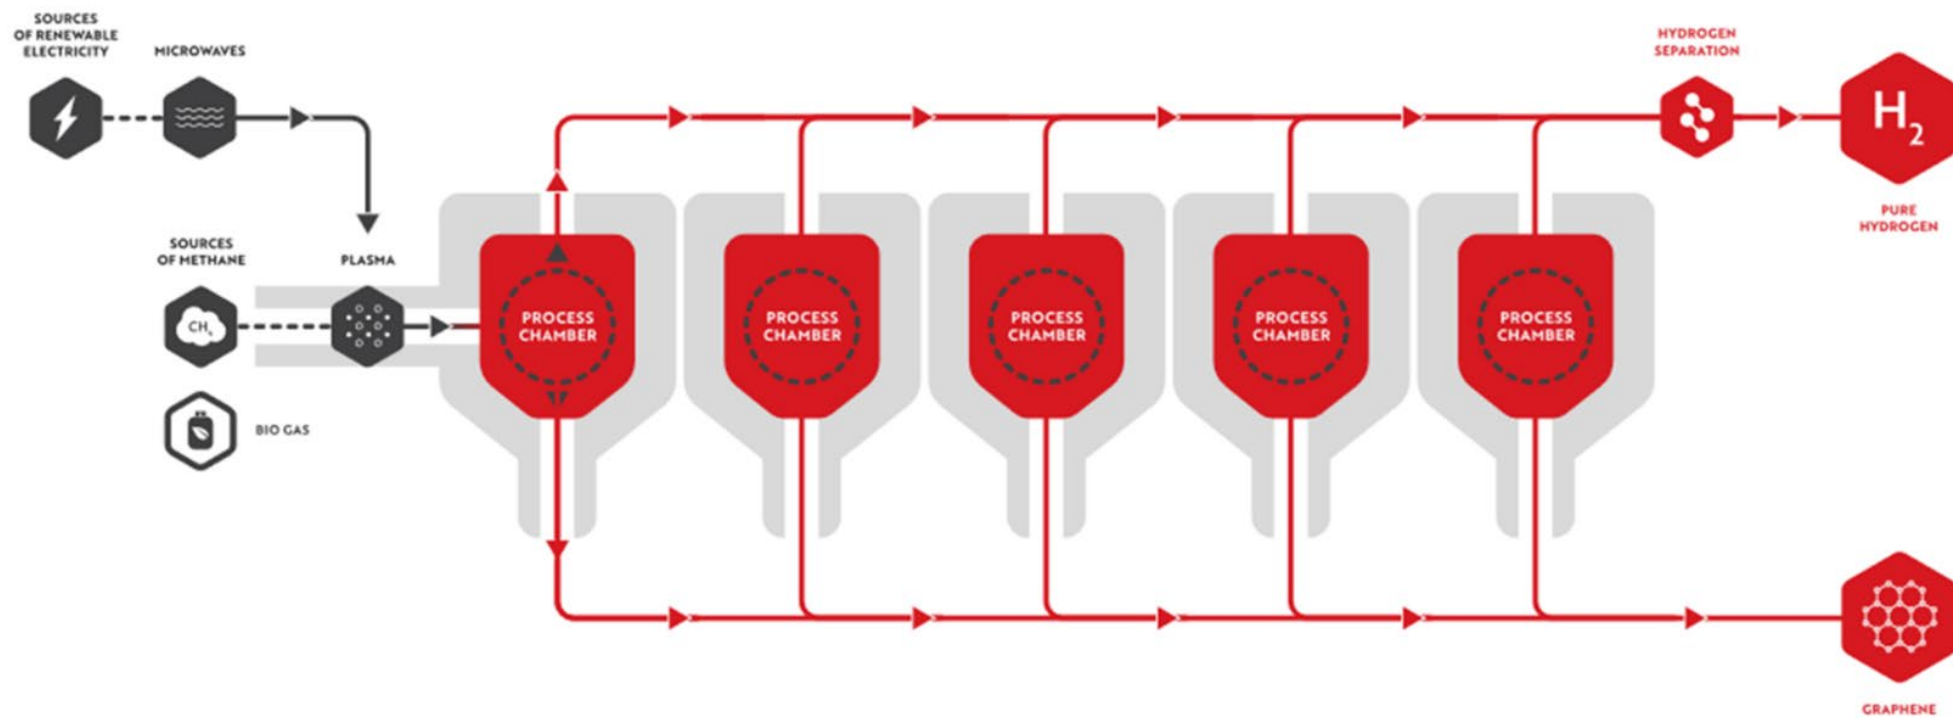 SOURCES
OF RENEWABLE
ELECTRICITY
MICROWAVES
HYDROGEN
SEPARATION
H2
PURE
HYDROGEN
SOURCES
OF METHANE
PLASMA
CH4
BIO GAS
PROCESS
CHAMBER
PROCESS
CHAMBER
PROCESS
CHAMBER
PROCESS
CHAMBER
PROCESS
CHAMBER
GRAPHENE